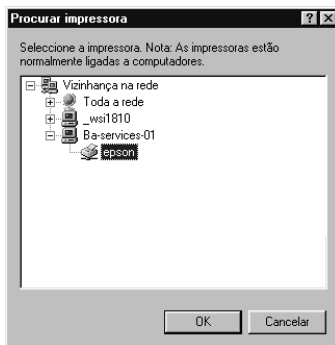 Procurar impressora
Seleccione a impressora. Nota: As impressoras estão
normalmente ligadas a computadores.
Vizinhança na rede
Toda a rede
_wsi1810
Ba-services-01
epson
OK Cancelar